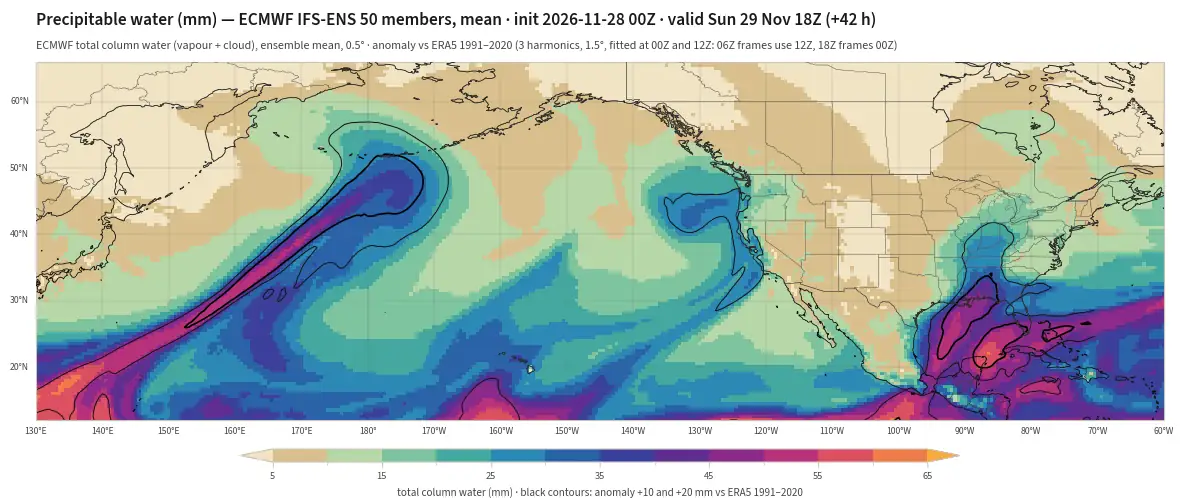 Precipitable water (mm) — ECMWF IFS-ENS 50 members, mean · init 2026-11-28 00Z · valid Sun 29 Nov 18Z (+42 h)
ECMWF total column water (vapour + cloud), ensemble mean, 0.5° · anomaly vs ERA5 1991–2020 (3 harmonics, 1.5°, fitted at 00Z and 12Z: 06Z frames use 12Z, 18Z frames 00Z)
60°N
50°N
40°N
30°N
20°N
130°E 140°E 150°E 160°E 170°E 180° 170°W 160°W 150°W 140°W 130°W 120°W 110°W 100°W 90°W 80°W 70°W 60°W
5 15 25 35 45 55 65
total column water (mm) · black contours: anomaly +10 and +20 mm vs ERA5 1991–2020